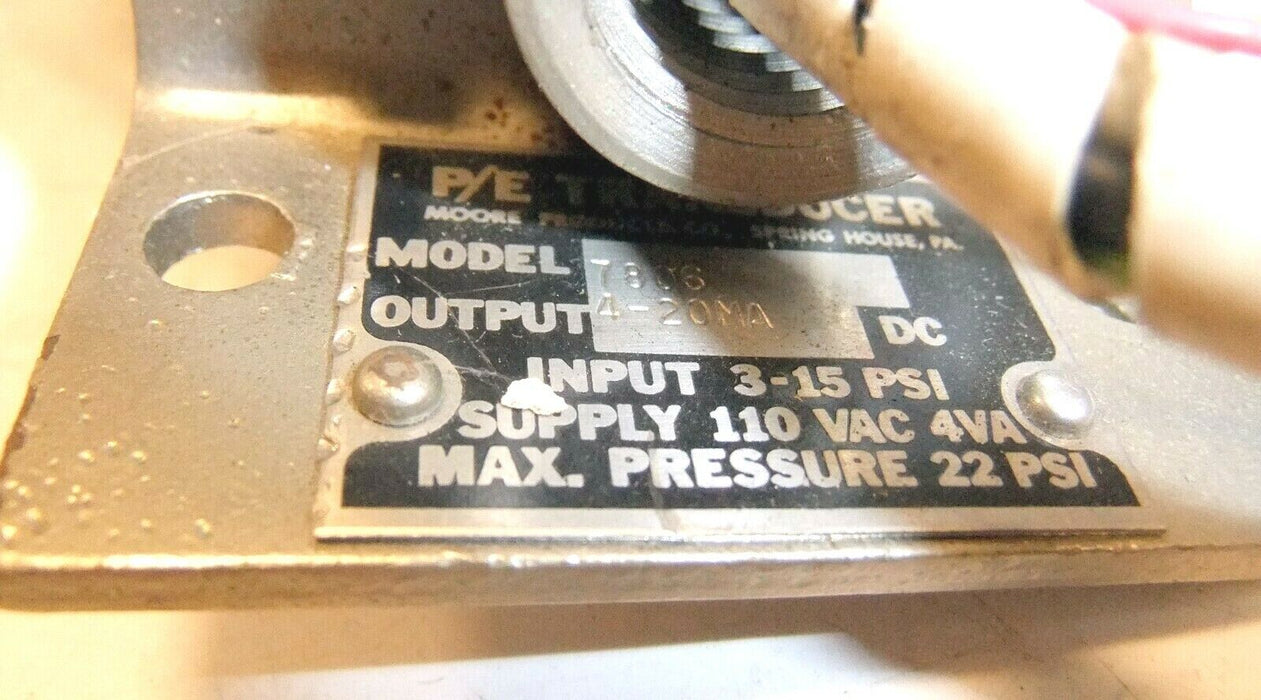 P/E TRANSDUCER
MOORE PRODUCTS CO., SPRING HOUSE, PA.
MODEL
OUTPUT 4-20MA DC
INPUT 3-15 PSI
SUPPLY 110 VAC 4VA
MAX. PRESSURE 22 PSI